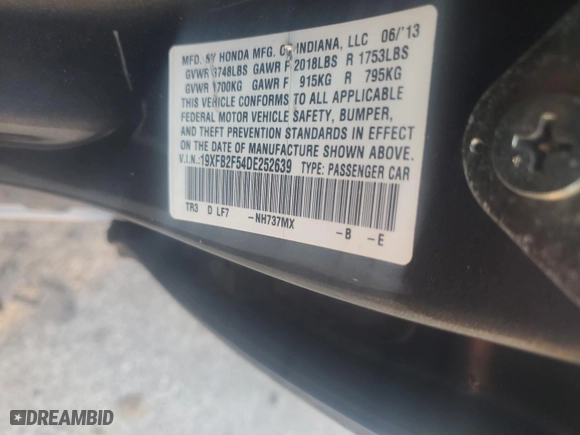 MFD. BY HONDA MFG. OF INDIANA, LLC 06/'13
GVWR 3748LBS GAWR F 2018LBS R 1753LBS
GVWR 1700KG GAWR F 915KG R 795KG
THIS VEHICLE CONFORMS TO ALL APPLICABLE
FEDERAL MOTOR VEHICLE SAFETY, BUMPER,
AND THEFT PREVENTION STANDARDS IN EFFECT
ON THE DATE OF MANUFACTURE SHOWN ABOVE.
V.I.N.:19XFB2F54DE252639 TYPE: PASSENGER CAR
TR3 D LF7 -NH737MX -B -E
DREAMBID